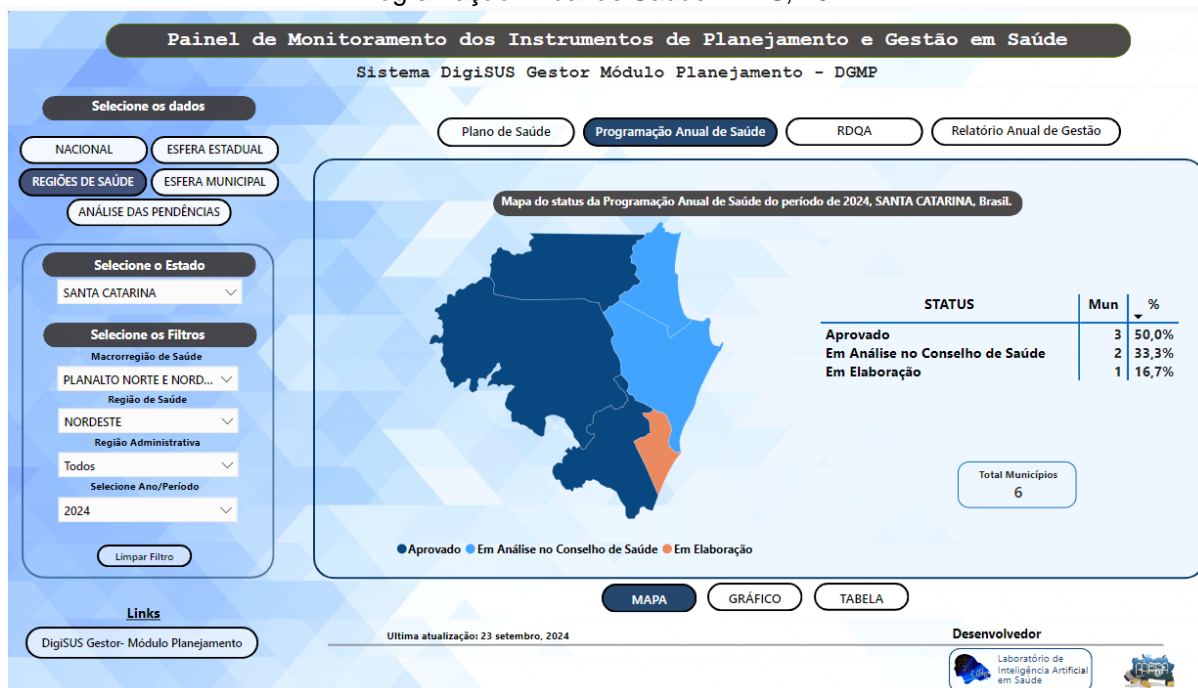 Painel de Monitoramento dos Instrumentos de Planejamento e Gestão em Saúde
Sistema DigiSUS Gestor Módulo Planejamento - DGMP
Selecione os dados
NACIONAL
ESFERA ESTADUAL
REGIÕES DE SAÚDE
ESFERA MUNICIPAL
ANÁLISE DAS PENDÊNCIAS
Plano de Saúde
Programação Anual de Saúde
RDQA
Relatório Anual de Gestão
Selecione o Estado
SANTA CATARINA
Selecione os Filtros
Macrorregião de Saúde
PLANALTO NORTE E NORD...
Região de Saúde
NORDESTE
Região Administrativa
Todos
Selecione Ano/Período
2024
Limpar Filtro
Mapa do status da Programação Anual de Saúde do período de 2024, SANTA CATARINA, Brasil.
STATUS Mun %
Aprovado 3 50,0%
Em Análise no Conselho de Saúde 2 33,3%
Em Elaboração 1 16,7%
Total Municípios
6
Aprovado Em Análise no Conselho de Saúde Em Elaboração
MAPA
GRÁFICO
TABELA
Links
DigiSUS Gestor- Módulo Planejamento
Ultima atualização: 23 setembro, 2024
Desenvolvedor
Laboratório de
Inteligência Artificial
em Saúde